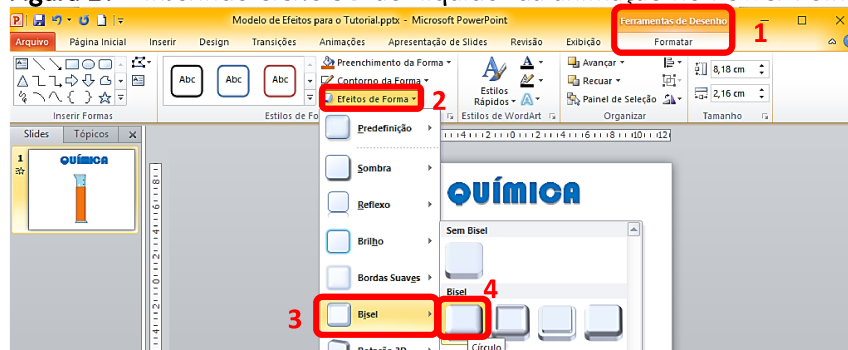 Modelo de Efeitos para o Tutorial.pptx - Microsoft PowerPoint
Ferramentas de Desenho
1
Arquivo Página Inicial Inserir Design Transições Animações Apresentação de Slides Revisão Exibição Formatar
Abc Abc Abc
Preenchimento da Forma
Contorno da Forma
Efeitos de Forma
2
Estilos
Rápidos
Avançar
Recuar
Painel de Seleção
8,18 cm
2,16 cm
Inserir Formas
Estilos de Fo
Estilos de WordArt
Organizar
Tamanho
Slides Tópicos
1
QUÍMICA
Predefinição
Sombra
Reflexo
Brilho
Bordas Suaves
3
Bisel
QUÍMICA
Sem Bisel
Bisel
4
Círculo